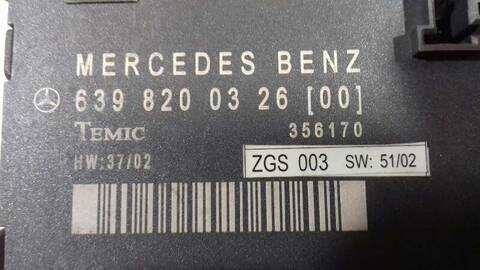 MERCEDES BENZ
639 820 03 26 [00]
TEMIC 356170
HW:37/02 ZGS 003 SW: 51/02